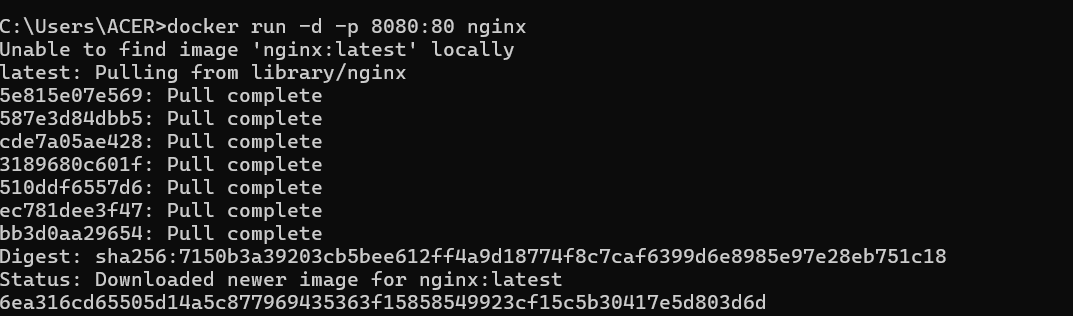 C:\Users\ACER>docker run -d -p 8080:80 nginx
Unable to find image 'nginx:latest' locally
latest: Pulling from library/nginx
5e815e07e569: Pull complete
587e3d84dbb5: Pull complete
cde7a05ae428: Pull complete
3189680c601f: Pull complete
510ddf6557d6: Pull complete
ec781dee3f47: Pull complete
bb3d0aa29654: Pull complete
Digest: sha256:7150b3a39203cb5bee612ff4a9d18774f8c7caf6399d6e8985e97e28eb751c18
Status: Downloaded newer image for nginx:latest
6ea316cd65505d14a5c877969435363f15858549923cf15c5b30417e5d803d6d